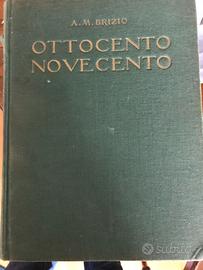 A. M. BRIZIO
OTTOCENTO
NOVECENTO
subito